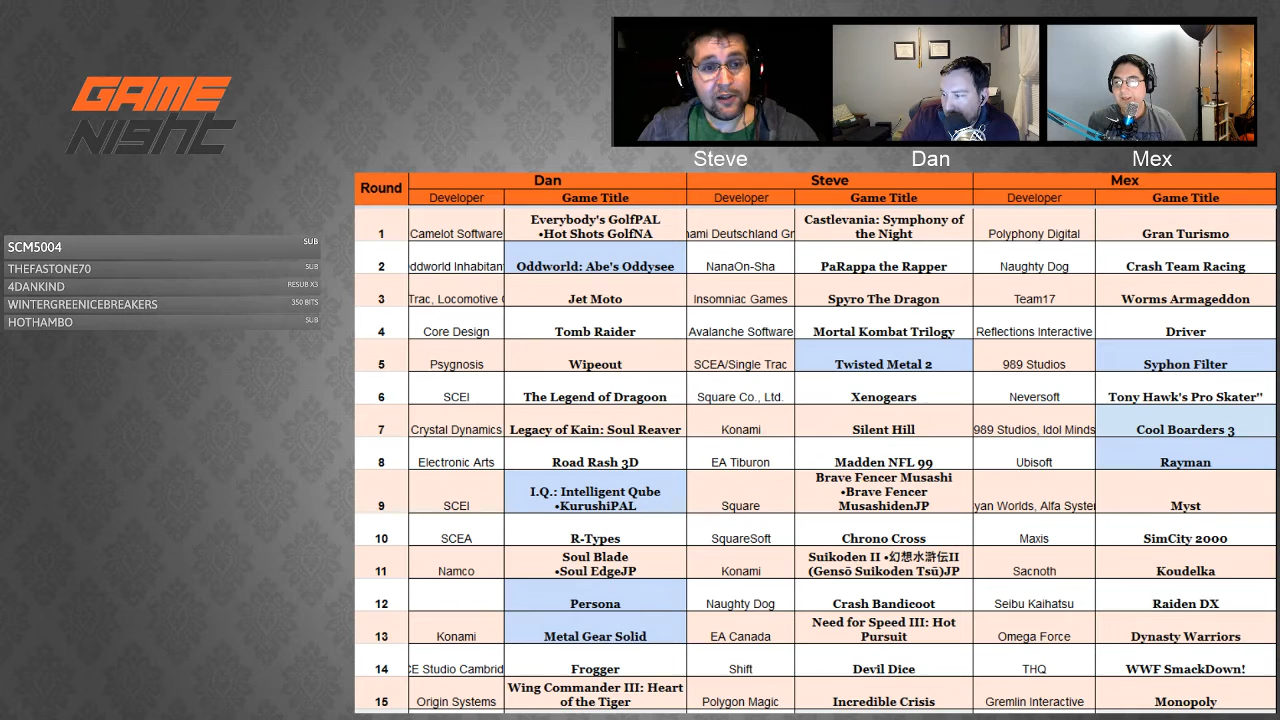 GAME
NIGHT
Steve
Dan
Mex
SCM5004 SUB
THEFASTONE70 SUB
4DANKIND RESUB X3
WINTERGREENICEBREAKERS 350 BITS
HOTHAMBO SUB
Round Dan Steve Mex
Developer Game Title Developer Game Title Developer Game Title
1 Camelot Software Everybody's GolfPAL •Hot Shots GolfNA ami Deutschland Gr Castlevania: Symphony of the Night Polyphony Digital Gran Turismo
2 ddworld Inhabitan Oddworld: Abe's Oddysee NanaOn-Sha PaRappa the Rapper Naughty Dog Crash Team Racing
3 Trac, Locomotive Jet Moto Insomniac Games Spyro The Dragon Team17 Worms Armageddon
4 Core Design Tomb Raider Avalanche Software Mortal Kombat Trilogy Reflections Interactive Driver
5 Psygnosis Wipeout SCEA/Single Trac Twisted Metal 2 989 Studios Syphon Filter
6 SCEI The Legend of Dragoon Square Co., Ltd. Xenogears Neversoft Tony Hawk's Pro Skater"
7 Crystal Dynamics Legacy of Kain: Soul Reaver Konami Silent Hill 989 Studios, Idol Minds Cool Boarders 3
8 Electronic Arts Road Rash 3D EA Tiburon Madden NFL 99 Ubisoft Rayman
9 SCEI I.Q.: Intelligent Qube •KurushiPAL Square Brave Fencer Musashi •Brave Fencer MusashidenJP yan Worlds, Alfa Syster Myst
10 SCEA R-Types SquareSoft Chrono Cross Maxis SimCity 2000
11 Namco Soul Blade •Soul EdgeJP Konami Suikoden II •幻想水滸伝II (Gensō Suikoden Tsū)JP Sacnoth Koudelka
12 Persona Naughty Dog Crash Bandicoot Seibu Kaihatsu Raiden DX
13 Konami Metal Gear Solid EA Canada Need for Speed III: Hot Pursuit Omega Force Dynasty Warriors
14 CE Studio Cambrid Frogger Shift Devil Dice THQ WWF SmackDown!
15 Origin Systems Wing Commander III: Heart of the Tiger Polygon Magic Incredible Crisis Gremlin Interactive Monopoly